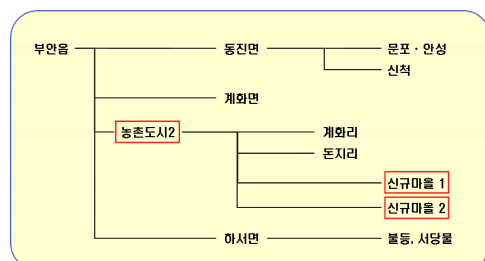 부안읍 동진면 문포·안성
신척
계화면
농촌도시2 계화리
돈지리
신규마을 1
신규마을 2
하서면 불등, 서당물